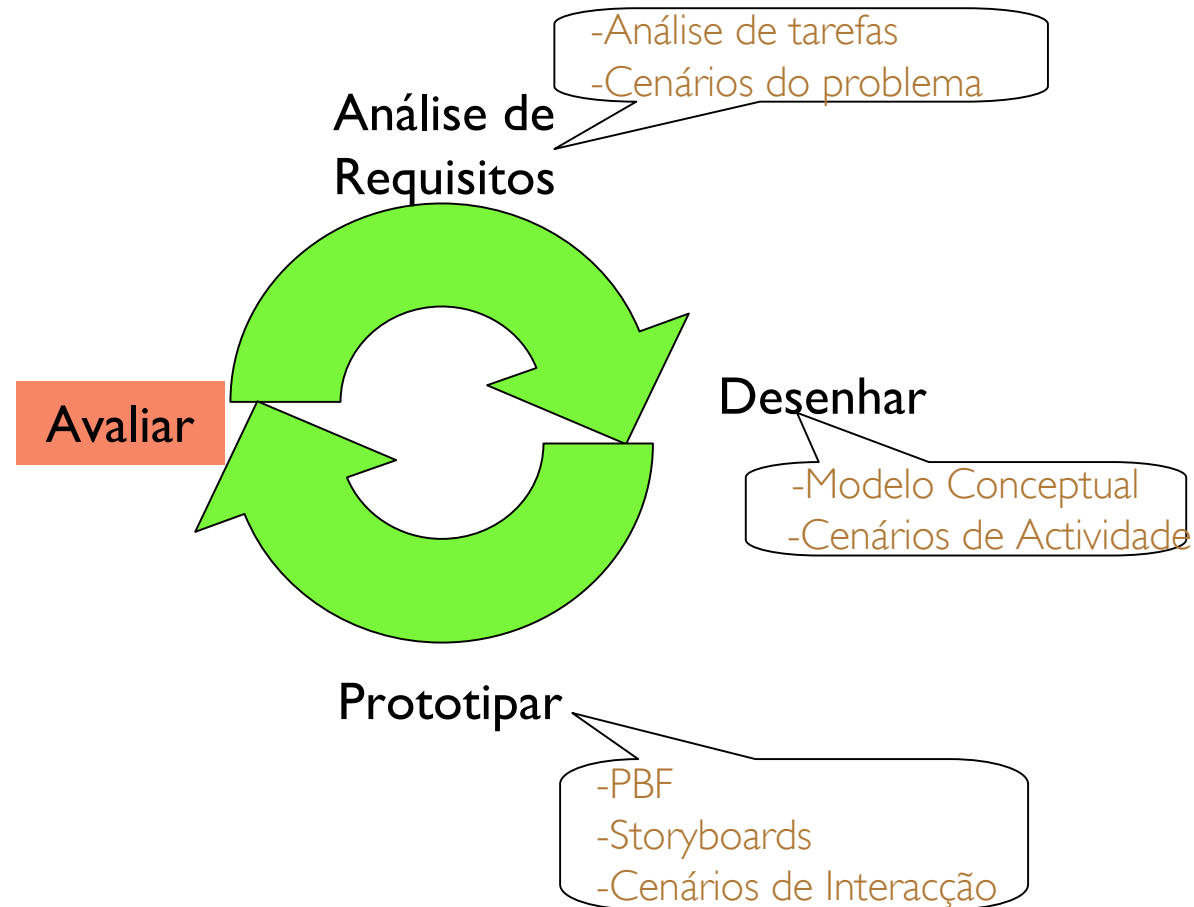 -Análise de tarefas
-Cenários do problema
Análise de
Requisitos
Desenhar
-Modelo Conceptual
-Cenários de Actividade
Avaliar
Prototipar
-PBF
-Storyboards
-Cenários de Interacção